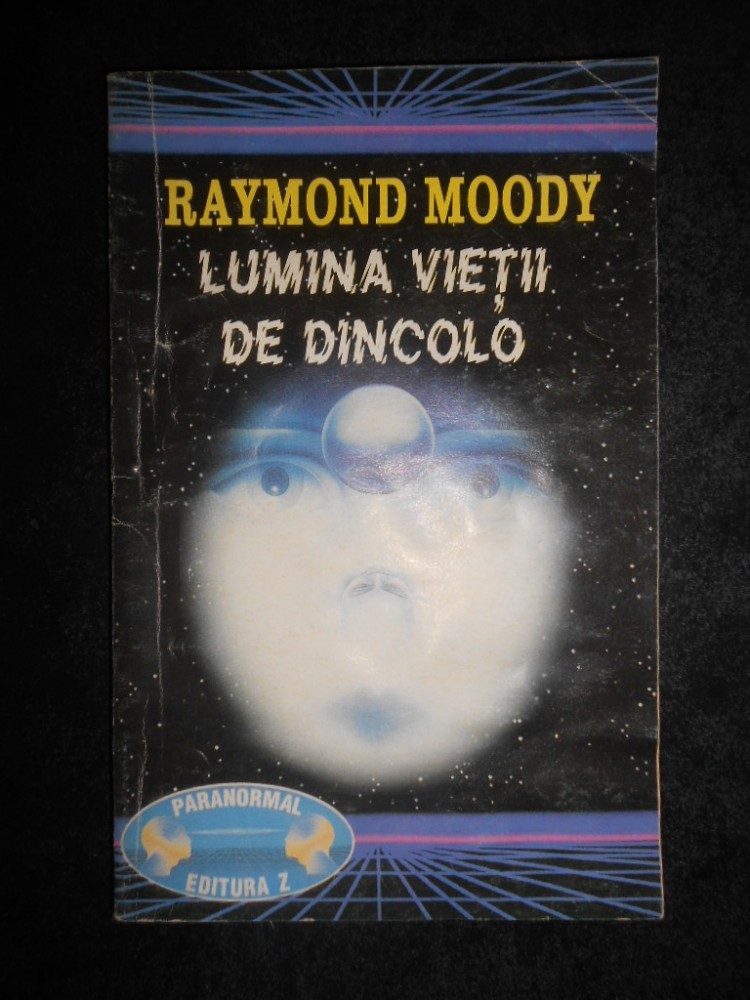 RAYMOND MOODY
LUMINA VIEȚII
DE DINCOLO
PARANORMAL
EDITURA Z